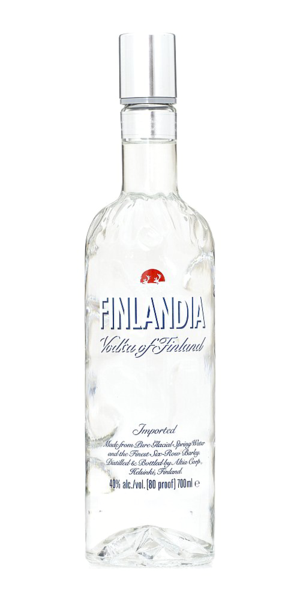 FINLANDIA
Vodka of Finland
Imported
Made from Pure Glacial Spring Water
and the Finest Six-Row Barley.
Distilled & Bottled by Altia Corp.,
Helsinki, Finland.
40% alc./vol. (80 proof) 700ml e